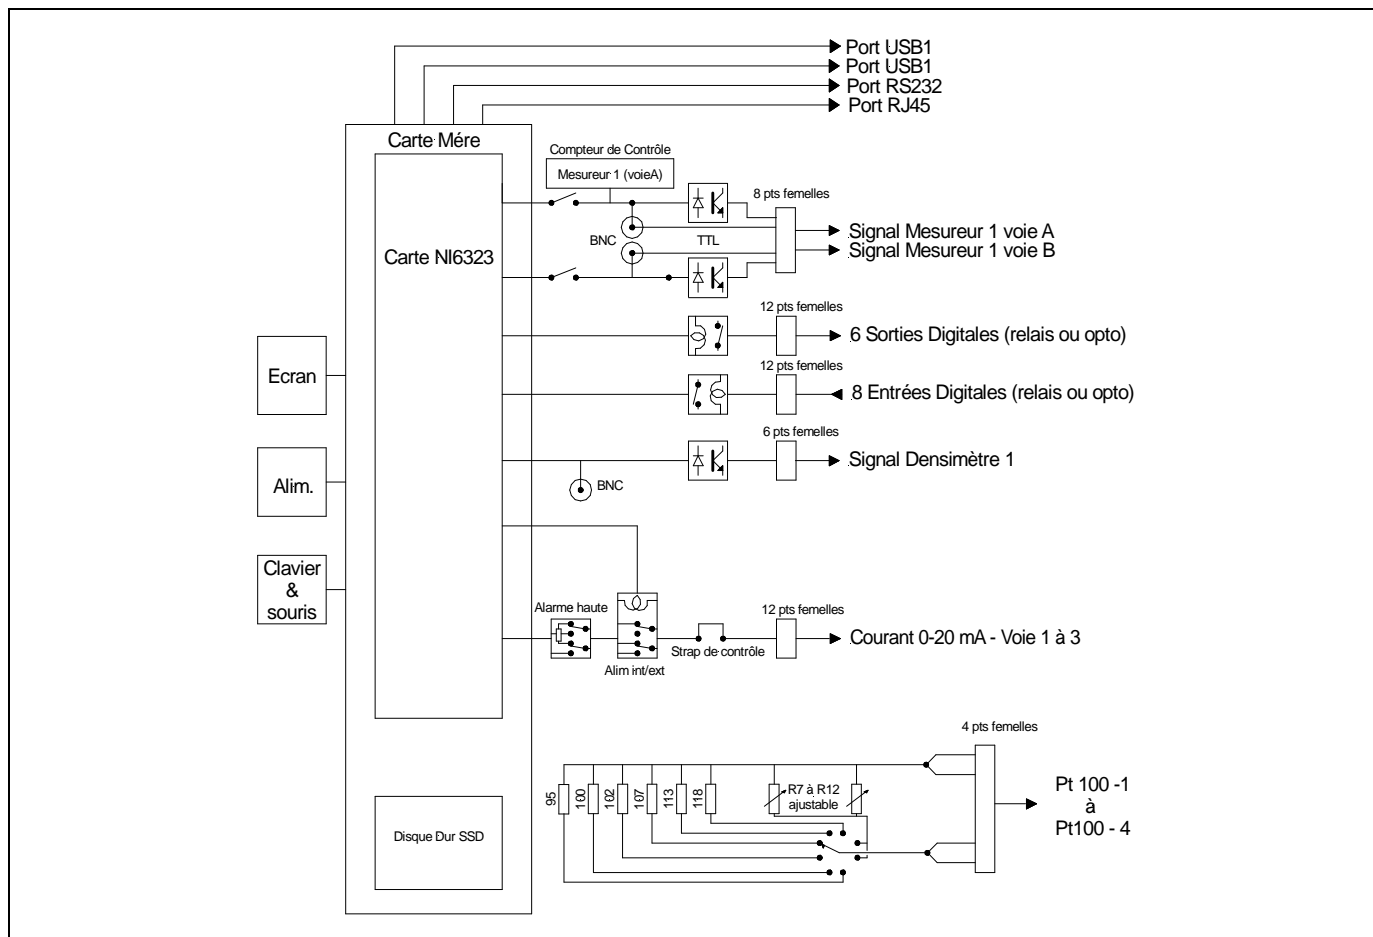 Port USB1
Port USB1
Port RS232
Port RJ45
Carte Mére
Compteur de Contrôle
Mesureur 1 (voieA)
8 pts femelles
Carte NI6323
BNC
TTL
Signal Mesureur 1 voie A
Signal Mesureur 1 voie B
12 pts femelles
6 Sorties Digitales (relais ou opto)
12 pts femelles
Ecran
8 Entrées Digitales (relais ou opto)
6 pts femelles
Signal Densimètre 1
Alim.
BNC
Clavier
&
souris
Alarme haute
12 pts femelles
Courant 0-20 mA - Voie 1 à 3
Strap de contrôle
Alim int/ext
4 pts femelles
95
100
102
107
113
118
R7 à R12
ajustable
Pt 100 -1
à
Pt100 - 4
Disque Dur SSD